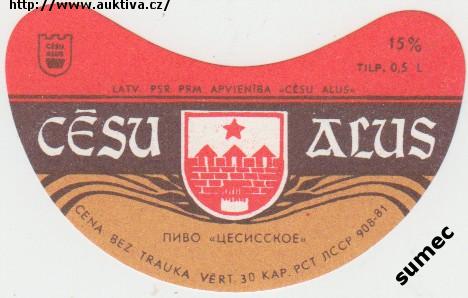 http://www.auktiva.cz/
CĒSU
ALUS
15%
TILP. 0,5 L
LATV. PSR PRM APVIENĪBA «CĒSU ALUS»
CĒSU ALUS
ПИВО «ЦЕСИССКОЕ»
CENA BEZ TRAUKA VĒRT. 30 KAP. РСТ ЛССР 908-81
sumec